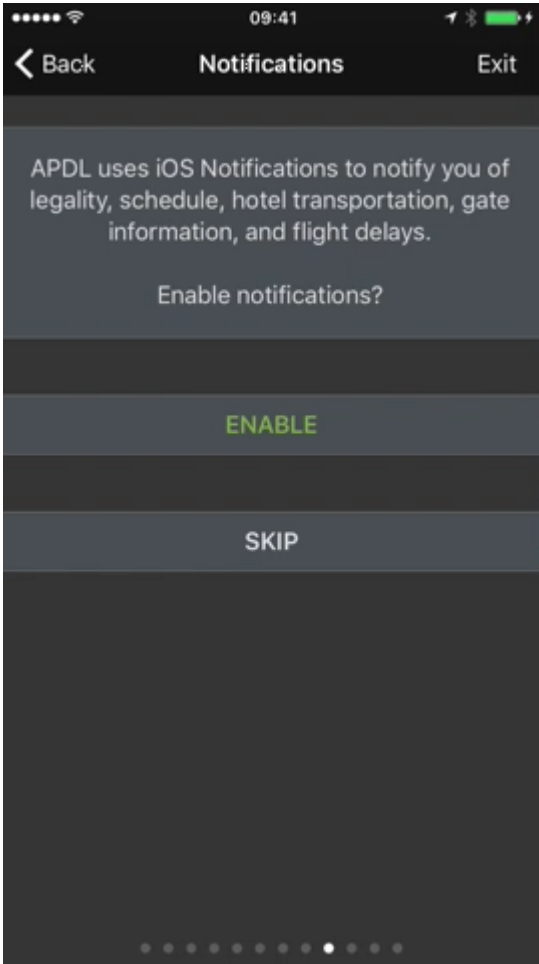 09:41
Back
Notifications
Exit
APDL uses iOS Notifications to notify you of
legality, schedule, hotel transportation, gate
information, and flight delays.
Enable notifications?
ENABLE
SKIP